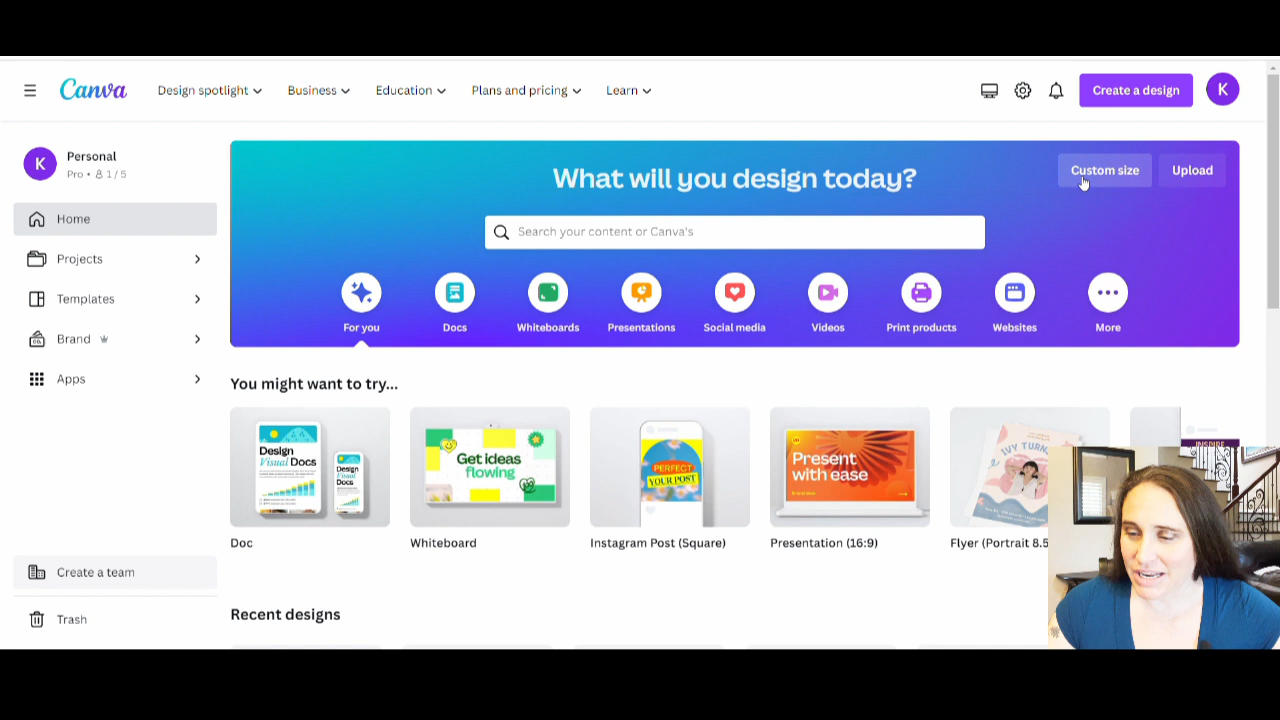 Canva
Design spotlight
Business
Education
Plans and pricing
Learn
Create a design
K
K
Personal
Pro • 1 / 5
Home
Projects
Templates
Brand
Apps
Create a team
Trash
What will you design today?
Custom size
Upload
Search your content or Canva's
For you
Docs
Whiteboards
Presentations
Social media
Videos
Print products
Websites
More
You might want to try...
Design
Visual Docs
Design
Visual Docs
Get ideas
flowing
PERFECT
YOUR POST
Present
with ease
IVY TURN
INSPIRE
Doc
Whiteboard
Instagram Post (Square)
Presentation (16:9)
Flyer (Portrait 8.5
Recent designs